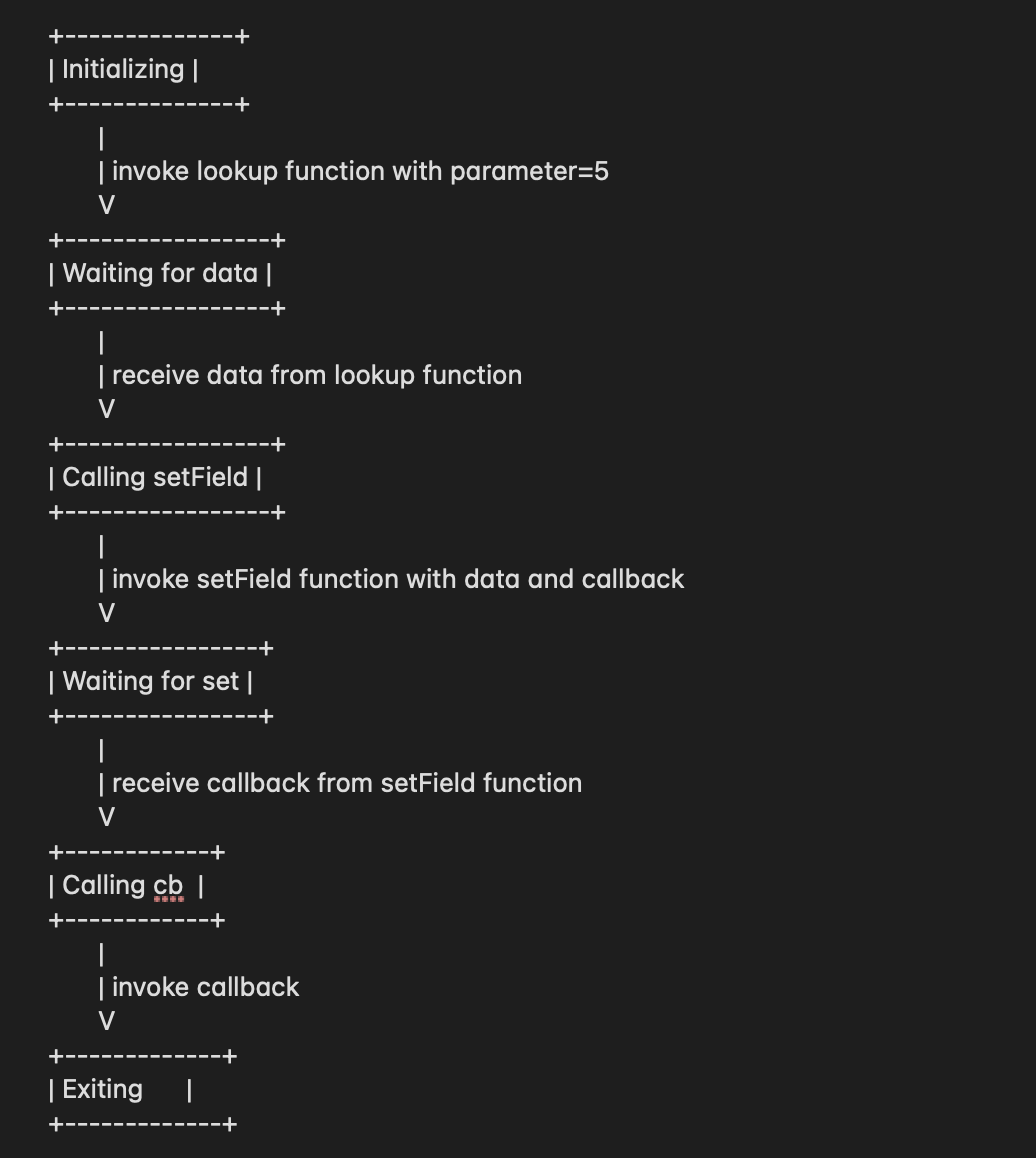 +--------------+
| Initializing |
+--------------+
|
| invoke lookup function with parameter=5
V
+-----------------+
| Waiting for data |
+-----------------+
|
| receive data from lookup function
V
+-----------------+
| Calling setField |
+-----------------+
|
| invoke setField function with data and callback
V
+----------------+
| Waiting for set |
+----------------+
|
| receive callback from setField function
V
+------------+
| Calling cb |
+------------+
|
| invoke callback
V
+-------------+
| Exiting |
+-------------+